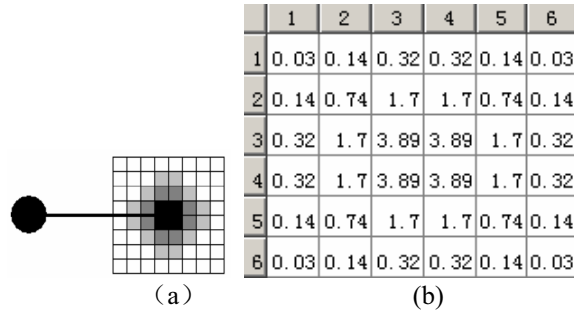 1 2 3 4 5 6
1 0.03 0.14 0.32 0.32 0.14 0.03
2 0.14 0.74 1.7 1.7 0.74 0.14
3 0.32 1.7 3.89 3.89 1.7 0.32
4 0.32 1.7 3.89 3.89 1.7 0.32
5 0.14 0.74 1.7 1.7 0.74 0.14
6 0.03 0.14 0.32 0.32 0.14 0.03
（a） (b)